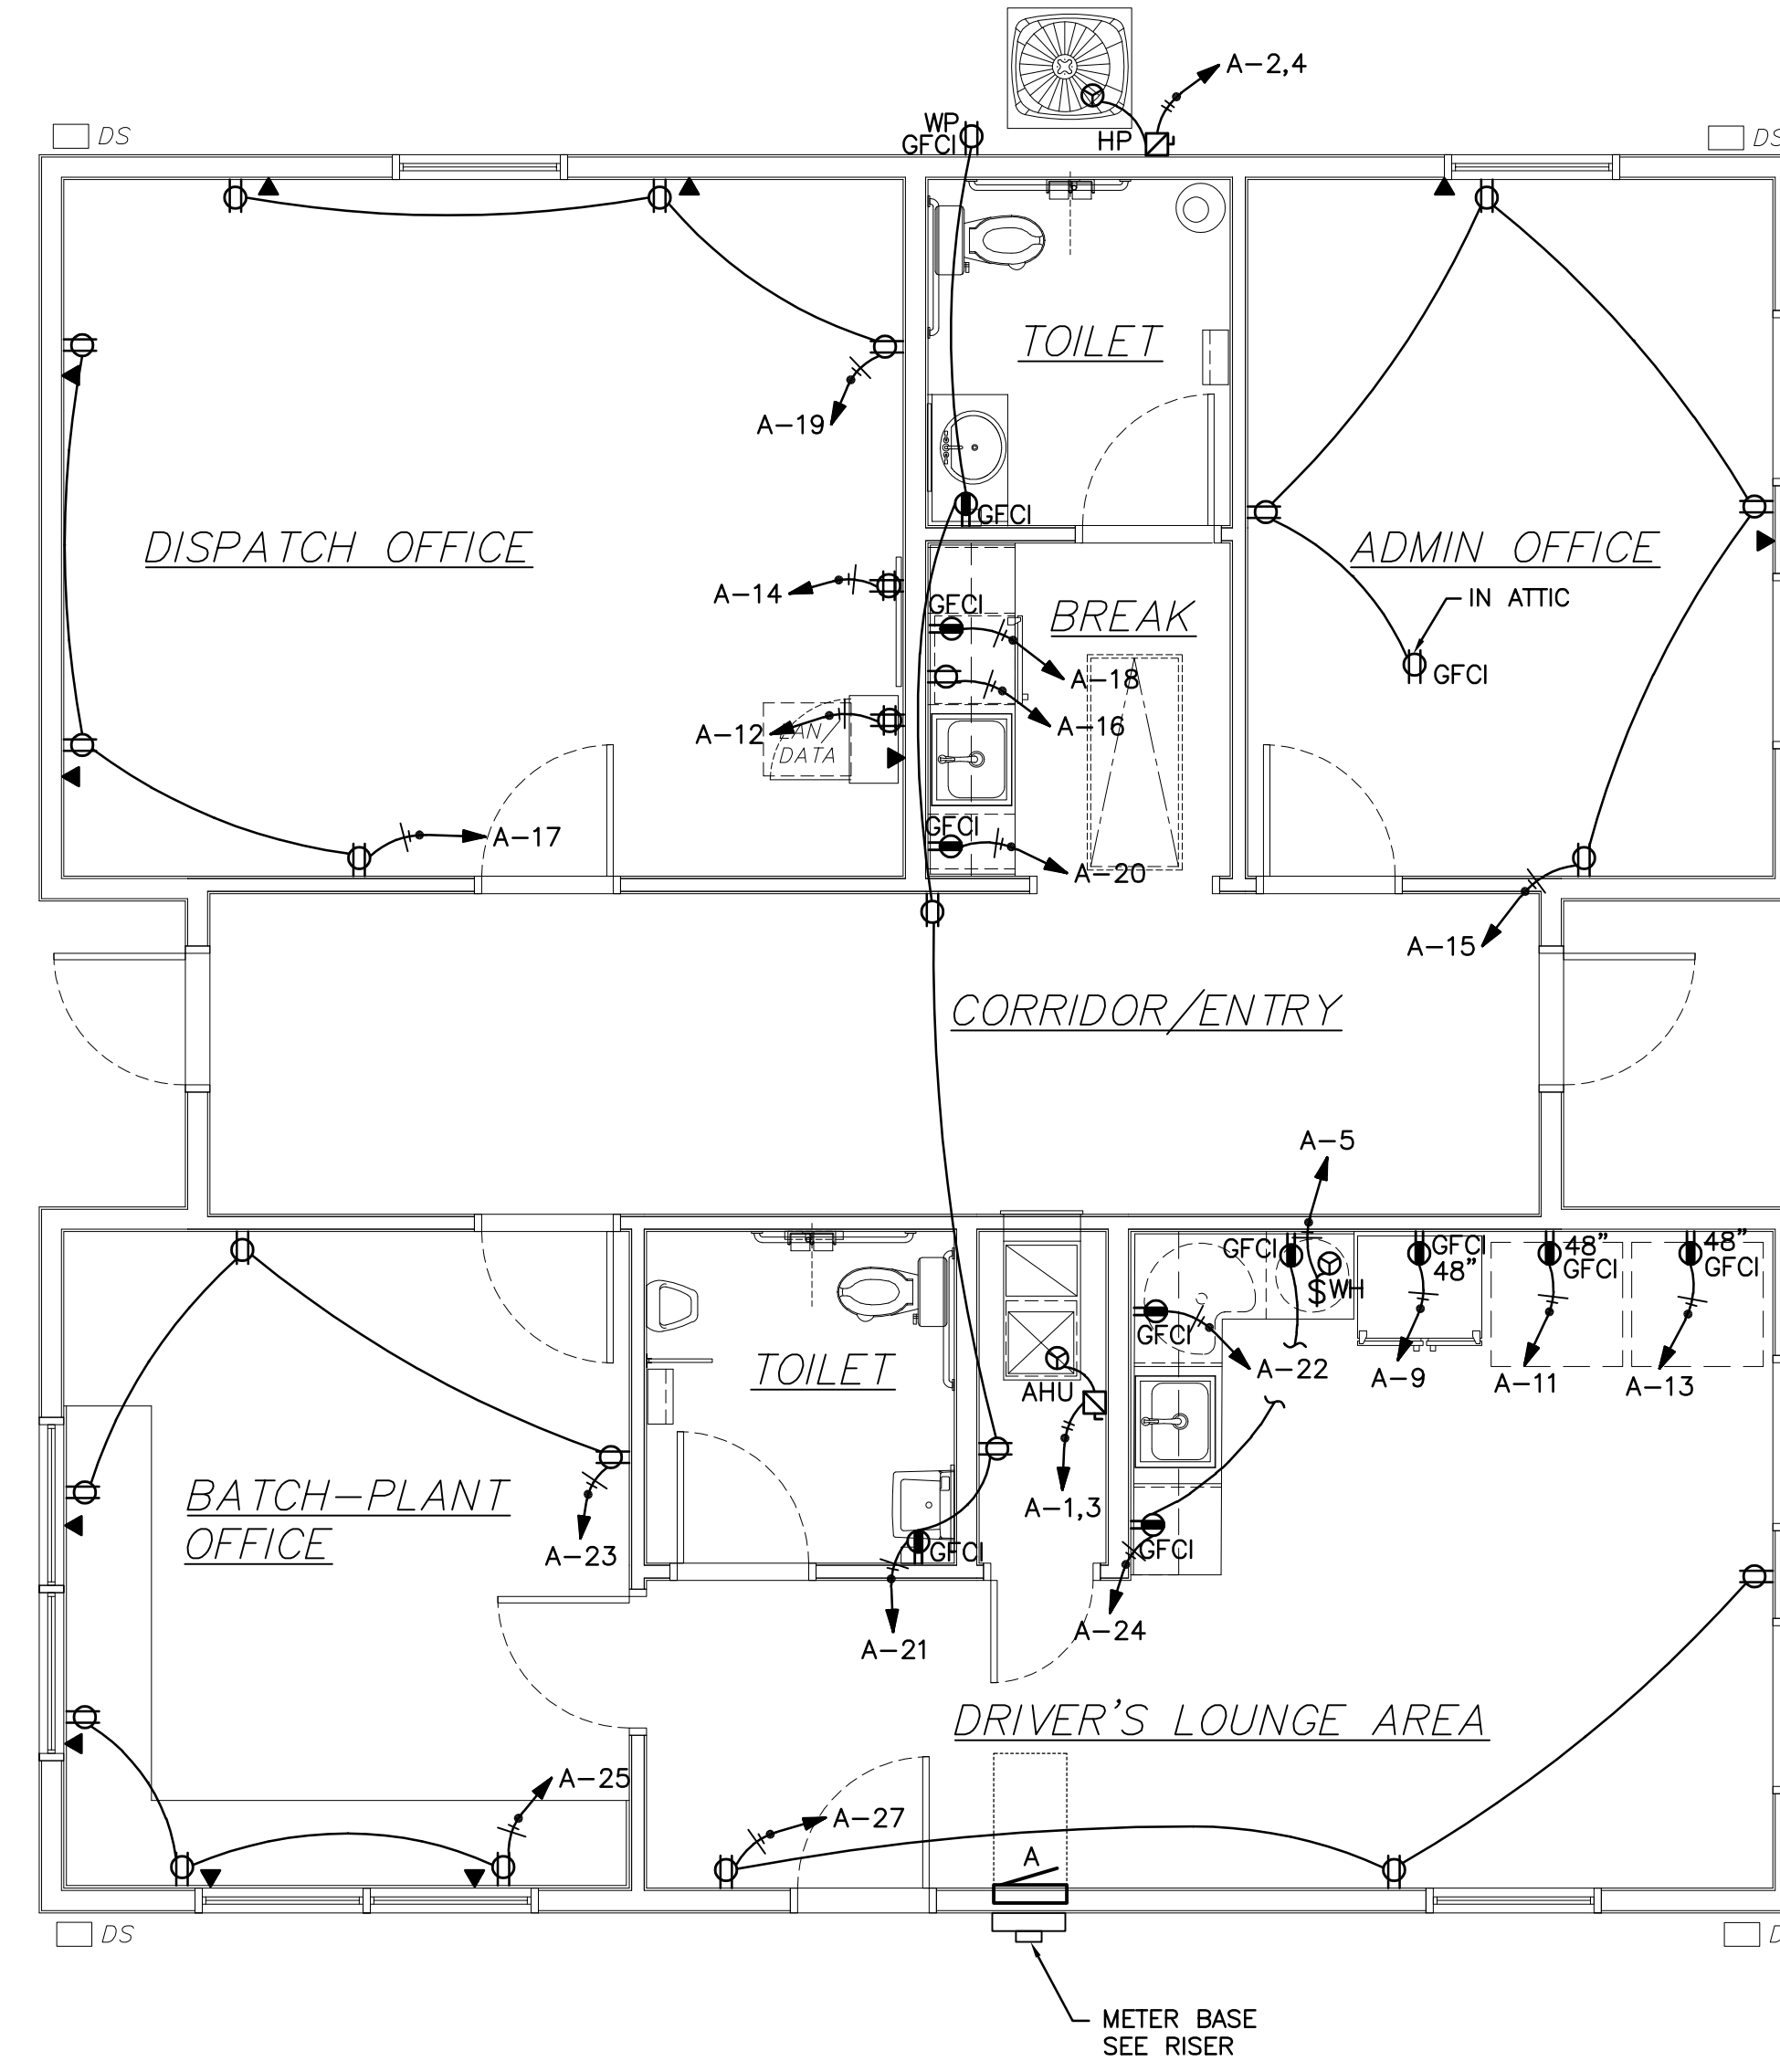 A-2,4
DS
WP
GFCI
HP
DS
TOILET
A-19
GFCI
DISPATCH OFFICE
ADMIN OFFICE
A-14
GFCI
BREAK
IN ATTIC
A-18
GFCI
A-12
LAN
DATA
A-16
A-17
GFCI
A-20
A-15
CORRIDOR/ENTRY
A-5
GFCI
WH
$
GFCI
48"
48"
GFCI
48"
GFCI
GFCI
A-22
A-9
A-11
A-13
TOILET
AHU
BATCH-PLANT
OFFICE
A-1,3
A-23
GFCI
GFCI
A-21
A-24
DRIVER'S LOUNGE AREA
A-25
A-27
A
DS
D
METER BASE
SEE RISER